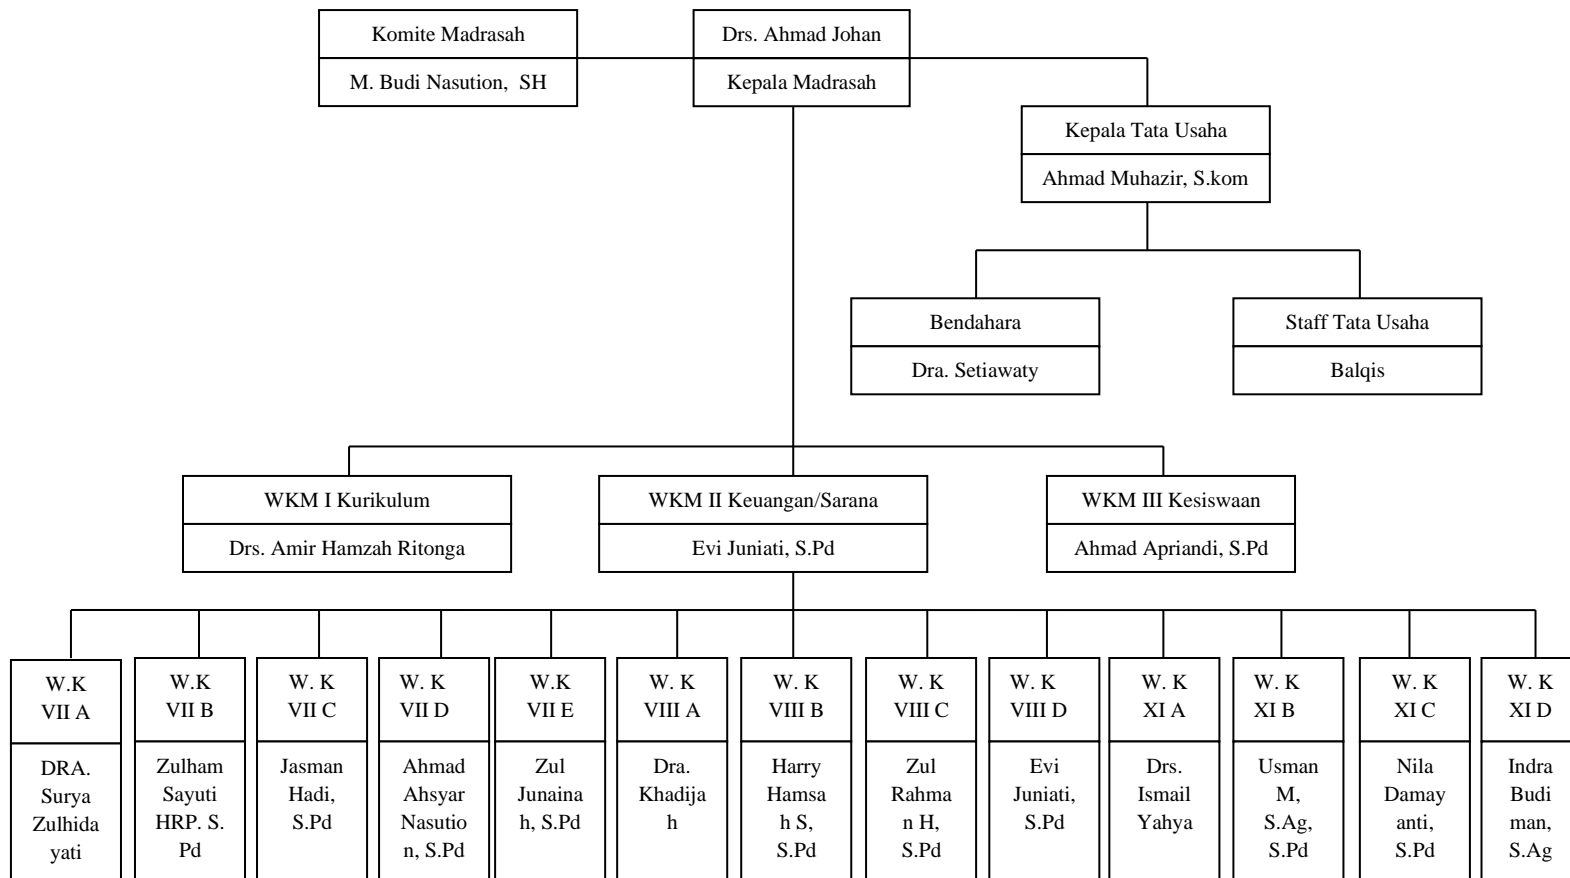 Komite Madrasah
M. Budi Nasution, SH
Drs. Ahmad Johan
Kepala Madrasah
Kepala Tata Usaha
Ahmad Muhazir, S.kom
Bendahara
Dra. Setiawaty
Staff Tata Usaha
Balqis
WKM I Kurikulum
Drs. Amir Hamzah Ritonga
WKM II Keuangan/Sarana
Evi Juniati, S.Pd
WKM III Kesiswaan
Ahmad Apriandi, S.Pd
W.K
VII A
DRA.
Surya
Zulhida
yati
W.K
VII B
Zulham
Sayuti
HRP. S.
Pd
W. K
VII C
Jasman
Hadi,
S.Pd
W. K
VII D
Ahmad
Ahsyar
Nasutio
n, S.Pd
W.K
VII E
Zul
Junaina
h, S.Pd
W. K
VIII A
Dra.
Khadija
h
W. K
VIII B
Harry
Hamsa
h S,
S.Pd
W. K
VIII C
Zul
Rahma
n H,
S.Pd
W. K
VIII D
Evi
Juniati,
S.Pd
W. K
XI A
Drs.
Ismail
Yahya
W. K
XI B
Usman
M,
S.Ag,
S.Pd
W. K
XI C
Nila
Damay
anti,
S.Pd
W. K
XI D
Indra
Budi
man,
S.Ag